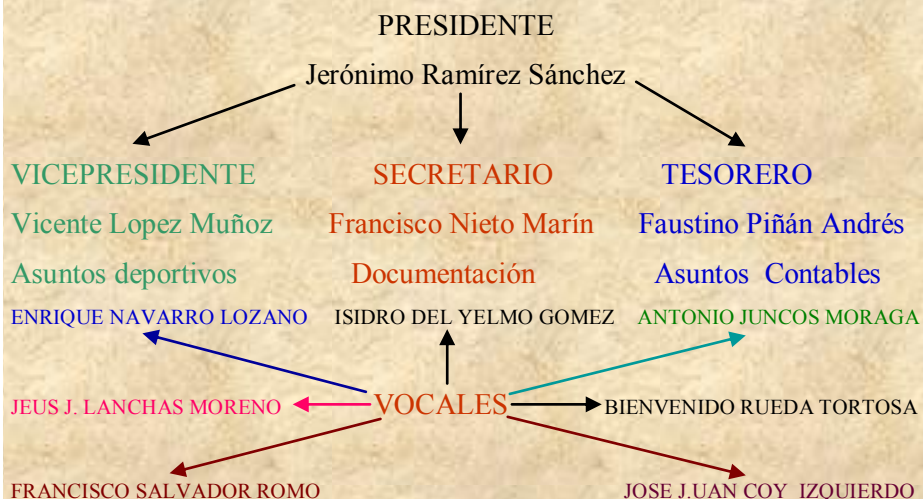 PRESIDENTE
Jerónimo Ramírez Sánchez
VICEPRESIDENTE SECRETARIO TESORERO
Vicente Lopez Muñoz Francisco Nieto Marín Faustino Piñán Andrés
Asuntos deportivos Documentación Asuntos Contables
ENRIQUE NAVARRO LOZANO ISIDRO DEL YELMO GOMEZ ANTONIO JUNCOS MORAGA
JEUS J. LANCHAS MORENO VOCALES BIENVENIDO RUEDA TORTOSA
FRANCISCO SALVADOR ROMO JOSE J.UAN COY IZQUIERDO